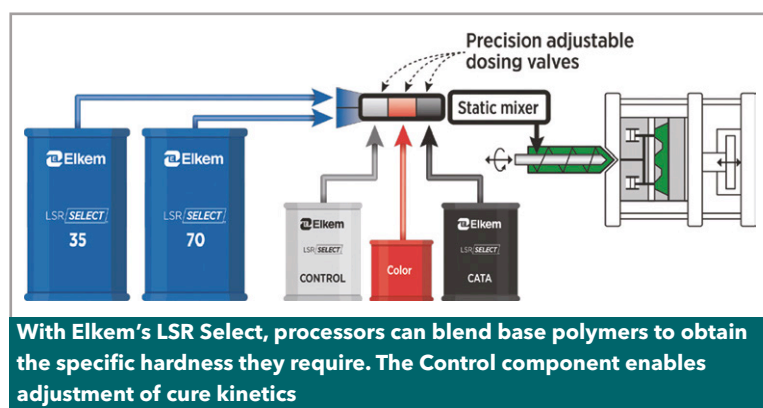 Precision adjustable
dosing valves
Static mixer
Elkem
LSR SELECT
35
Elkem
LSR SELECT
70
Elkem
LSR SELECT
CONTROL
Color
Elkem
LSR SELECT
CATA
With Elkem’s LSR Select, processors can blend base polymers to obtain
the specific hardness they require. The Control component enables
adjustment of cure kinetics